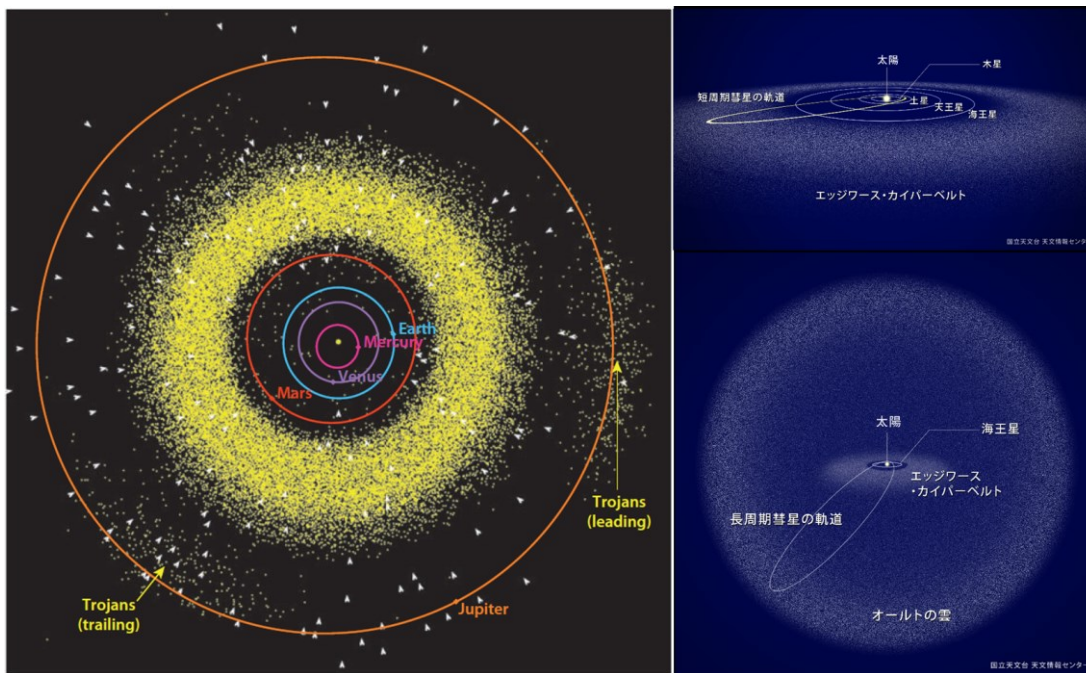 Earth
Mercury
Venus
Mars
Trojans
(leading)
Trojans
(trailing)
Jupiter
太陽
木星
短周期彗星の軌道
土星
天王星
海王星
エッジワース・カイパーベルト
国立天文台 天文情報センター
太陽
海王星
エッジワース
・カイパーベルト
長周期彗星の軌道
オールトの雲
国立天文台 天文情報センター